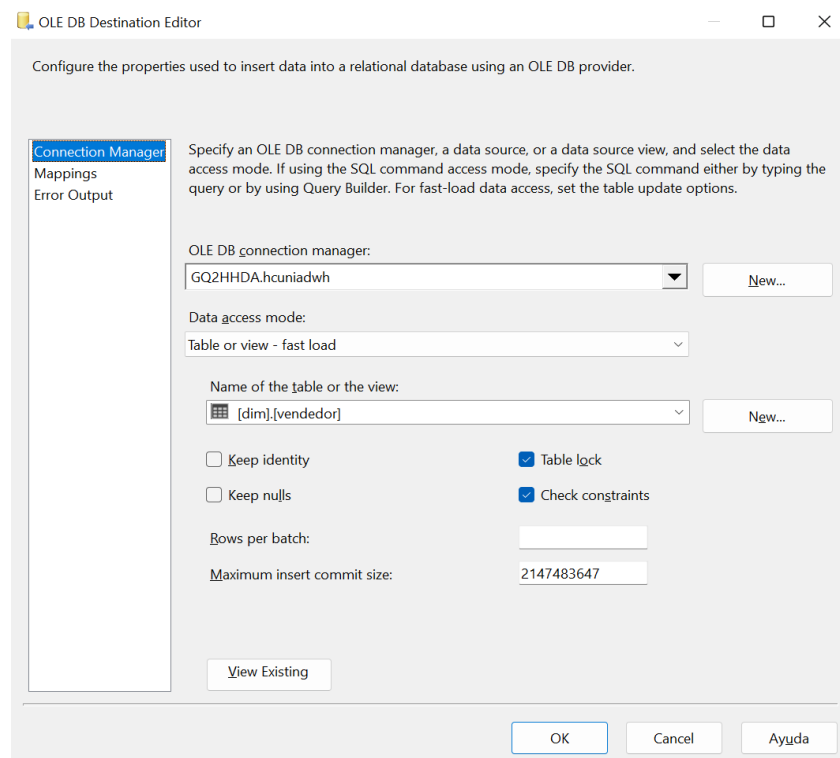 OLE DB Destination Editor
Configure the properties used to insert data into a relational database using an OLE DB provider.
Connection Manager
Mappings
Error Output
Specify an OLE DB connection manager, a data source, or a data source view, and select the data
access mode. If using the SQL command access mode, specify the SQL command either by typing the
query or by using Query Builder. For fast-load data access, set the table update options.
OLE DB connection manager:
GQ2HHDA.hcuniadwh
New...
Data access mode:
Table or view - fast load
Name of the table or the view:
[dim].[vendedor]
New...
Keep identity
Table lock
Keep nulls
Check constraints
Rows per batch:
Maximum insert commit size:
2147483647
View Existing
OK
Cancel
Ayuda